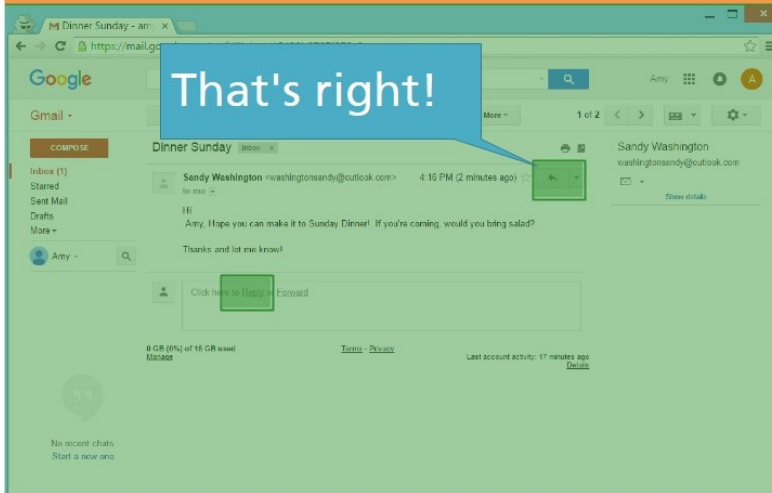 M Dinner Sunday - am
https://mail.go
That's right!
Google
Amy
A
Gmail
More
1 of 2
COMPOSE
Dinner Sunday Inbox x
Sandy Washington
washingtonsandy@outlook.com
Show details
Inbox (1)
Starred
Sent Mail
Drafts
More
Amy
Sandy Washington <washingtonsandy@outlook.com> 4:16 PM (2 minutes ago)
to me
Hi
Amy, Hope you can make it to Sunday Dinner! If you're coming, would you bring salad?
Thanks and let me know!
Click here to Reply or Forward
0 GB (0%) of 15 GB used
Manage
Terms - Privacy
Last account activity: 17 minutes ago
Details
No recent chats
Start a new one